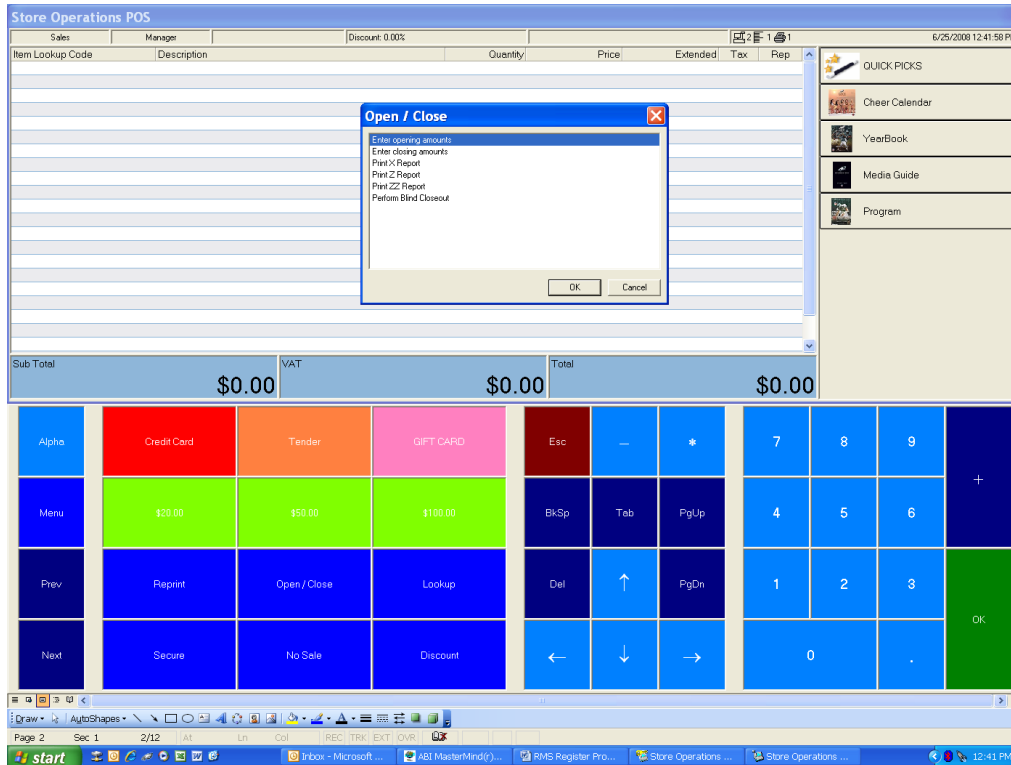 Store Operations POS
Sales Manager Discount: 0.00% 2 1 1 6/25/2008 12:41:58 P
Item Lookup Code Description Quantity Price Extended Tax Rep
QUICK PICKS
Cheer Calendar
YearBook
Media Guide
Program
Open / Close
Enter opening amounts
Enter closing amounts
Print X Report
Print Z Report
Print ZZ Report
Perform Blind Closeout
OK Cancel
Sub Total VAT Total
$0.00 $0.00 $0.00
Alpha Credit Card Tender GIFT CARD Esc – * 7 8 9 +
Menu $20.00 $50.00 $100.00 BkSp Tab PgUp 4 5 6
Prev Reprint Open / Close Lookup Del ↑ PgDn 1 2 3 OK
Next Secure No Sale Discount ← ↓ → 0 .
Draw AutoShapes
Page 2 Sec 1 2/12 At Ln Col REC TRK EXT OVR
start Inbox - Microsoft ... ABI MasterMind(r)... RMS Register Pro... Store Operations ... Store Operations ... 12:41 PM